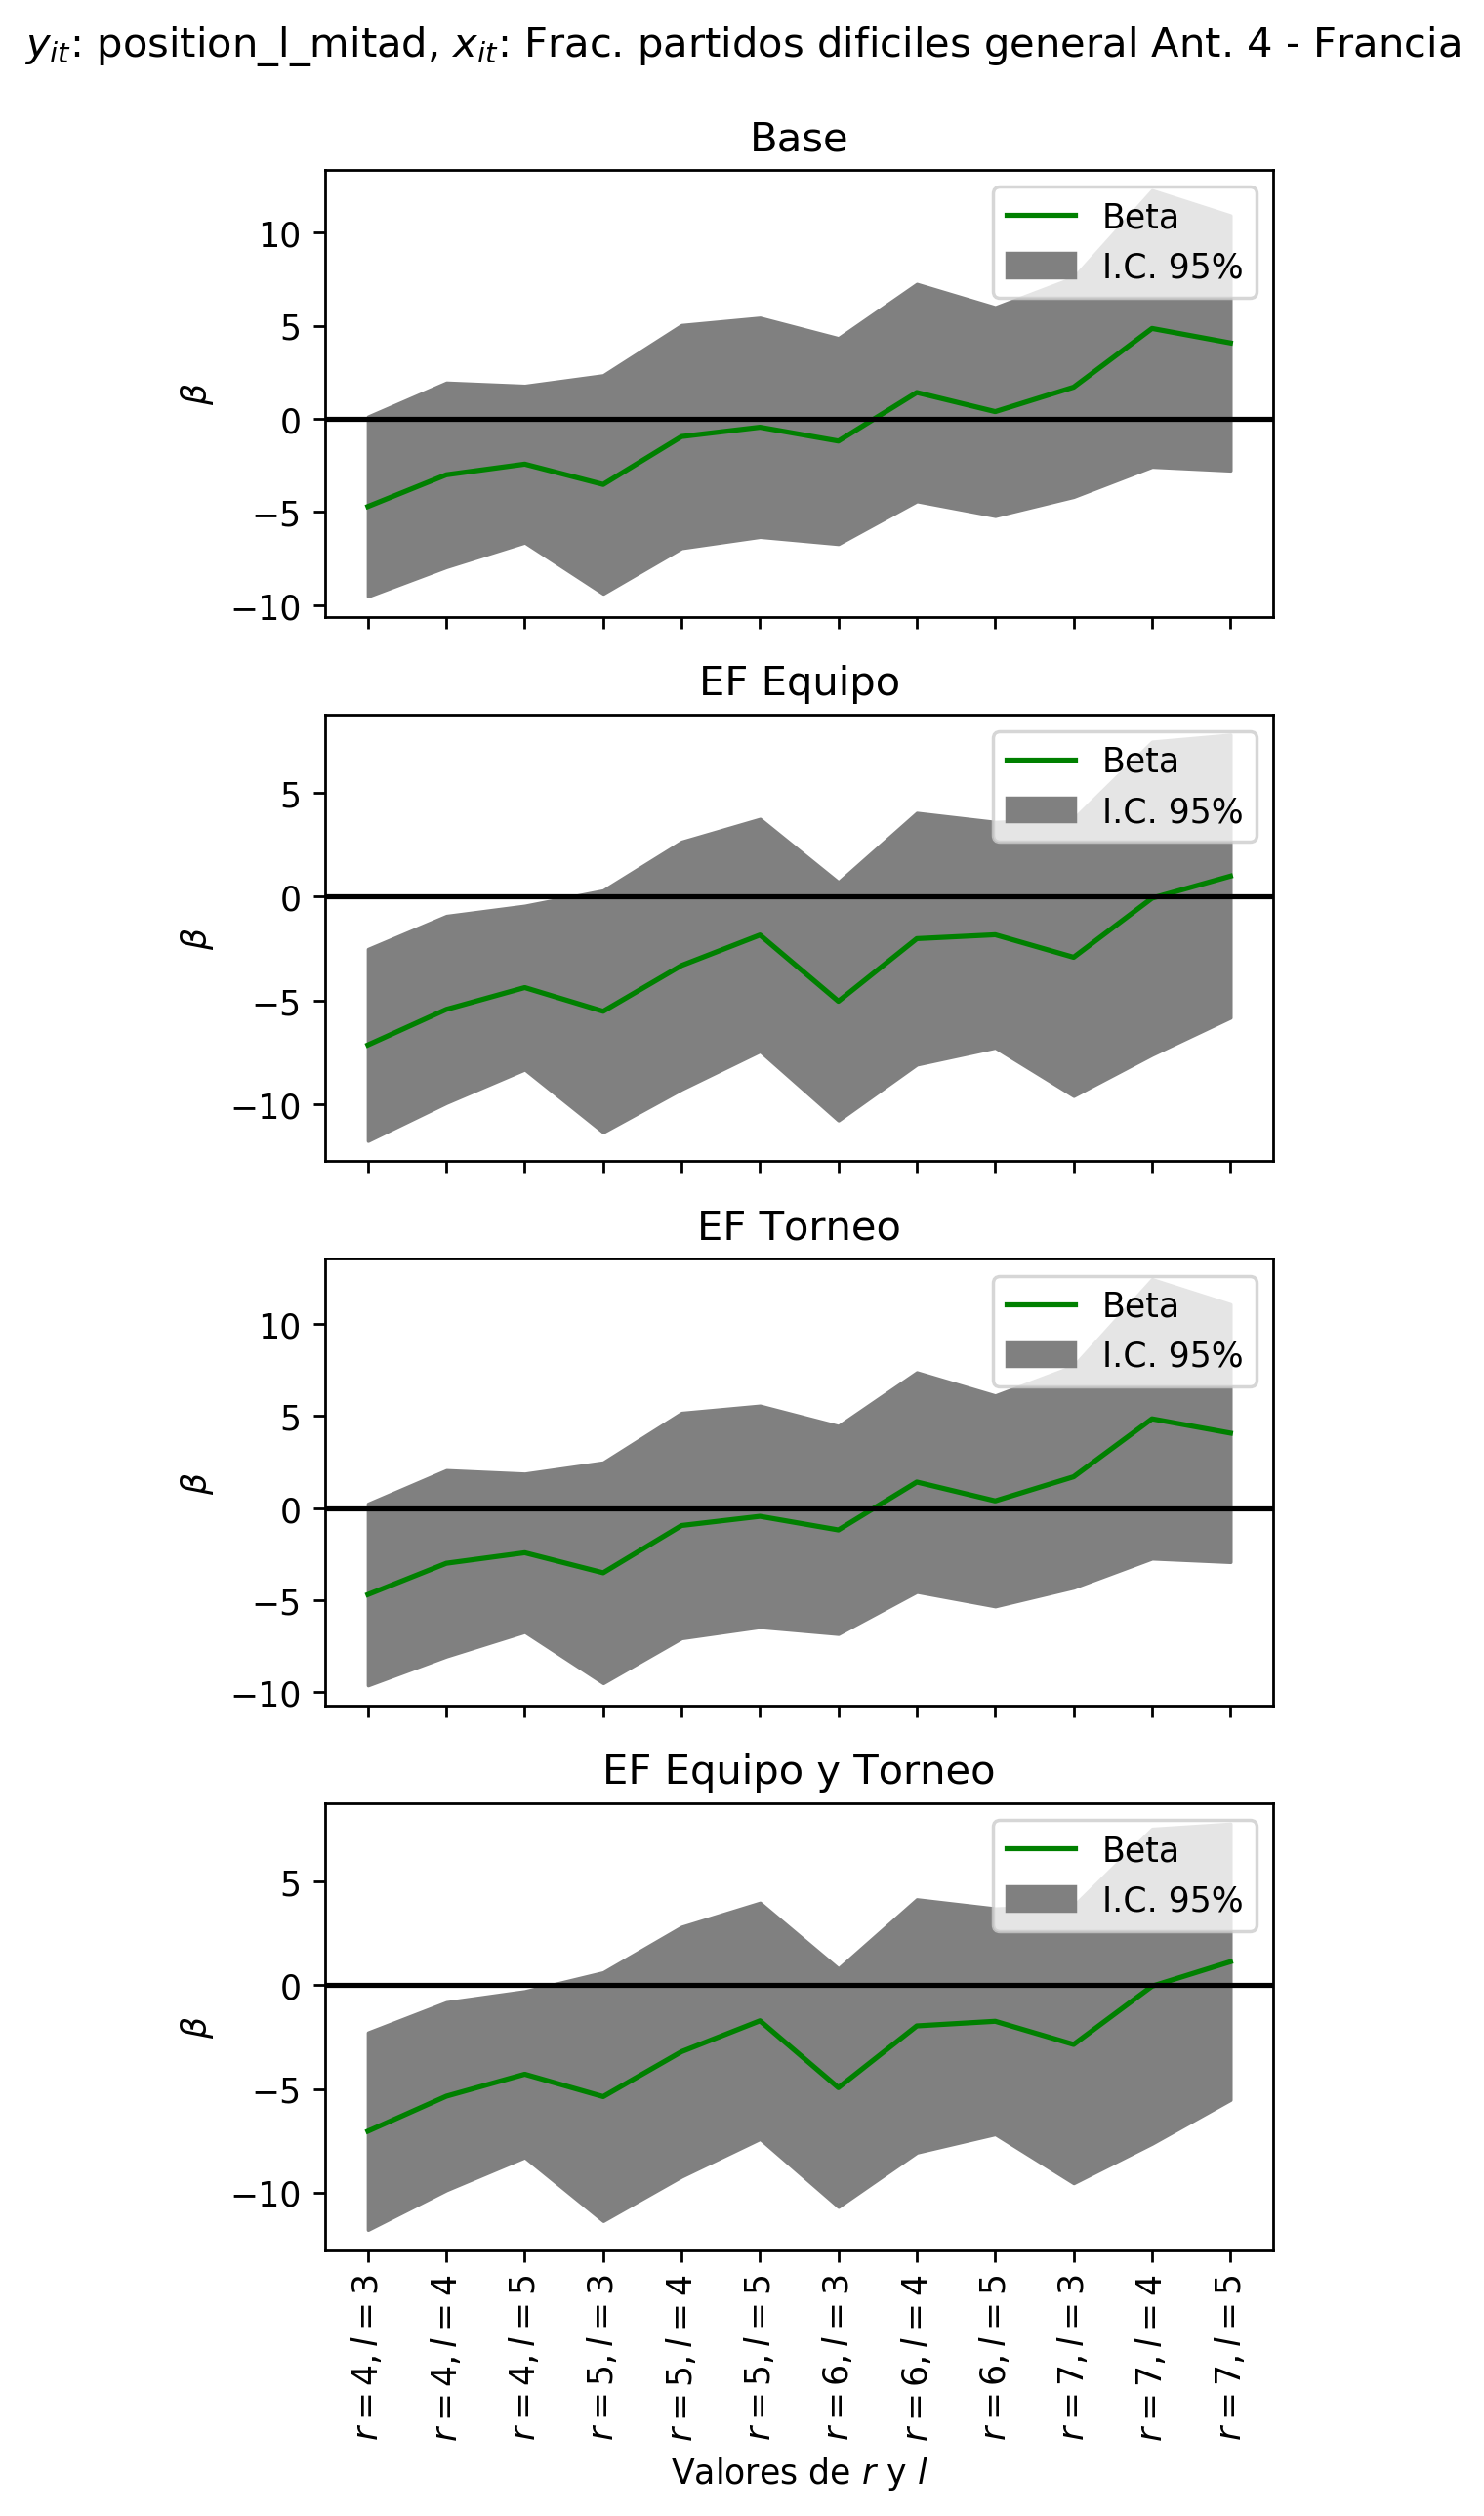 y_it: position_l_mitad, x_it: Frac. partidos dificiles general Ant. 4 - Francia
Base
Beta
I.C. 95%
10
5
0
−5
−10
β
EF Equipo
Beta
I.C. 95%
5
0
−5
−10
β
EF Torneo
Beta
I.C. 95%
10
5
0
−5
−10
β
EF Equipo y Torneo
Beta
I.C. 95%
5
0
−5
−10
β
r = 4, l = 3
r = 4, l = 4
r = 4, l = 5
r = 5, l = 3
r = 5, l = 4
r = 5, l = 5
r = 6, l = 3
r = 6, l = 4
r = 6, l = 5
r = 7, l = 3
r = 7, l = 4
r = 7, l = 5
Valores de r y l